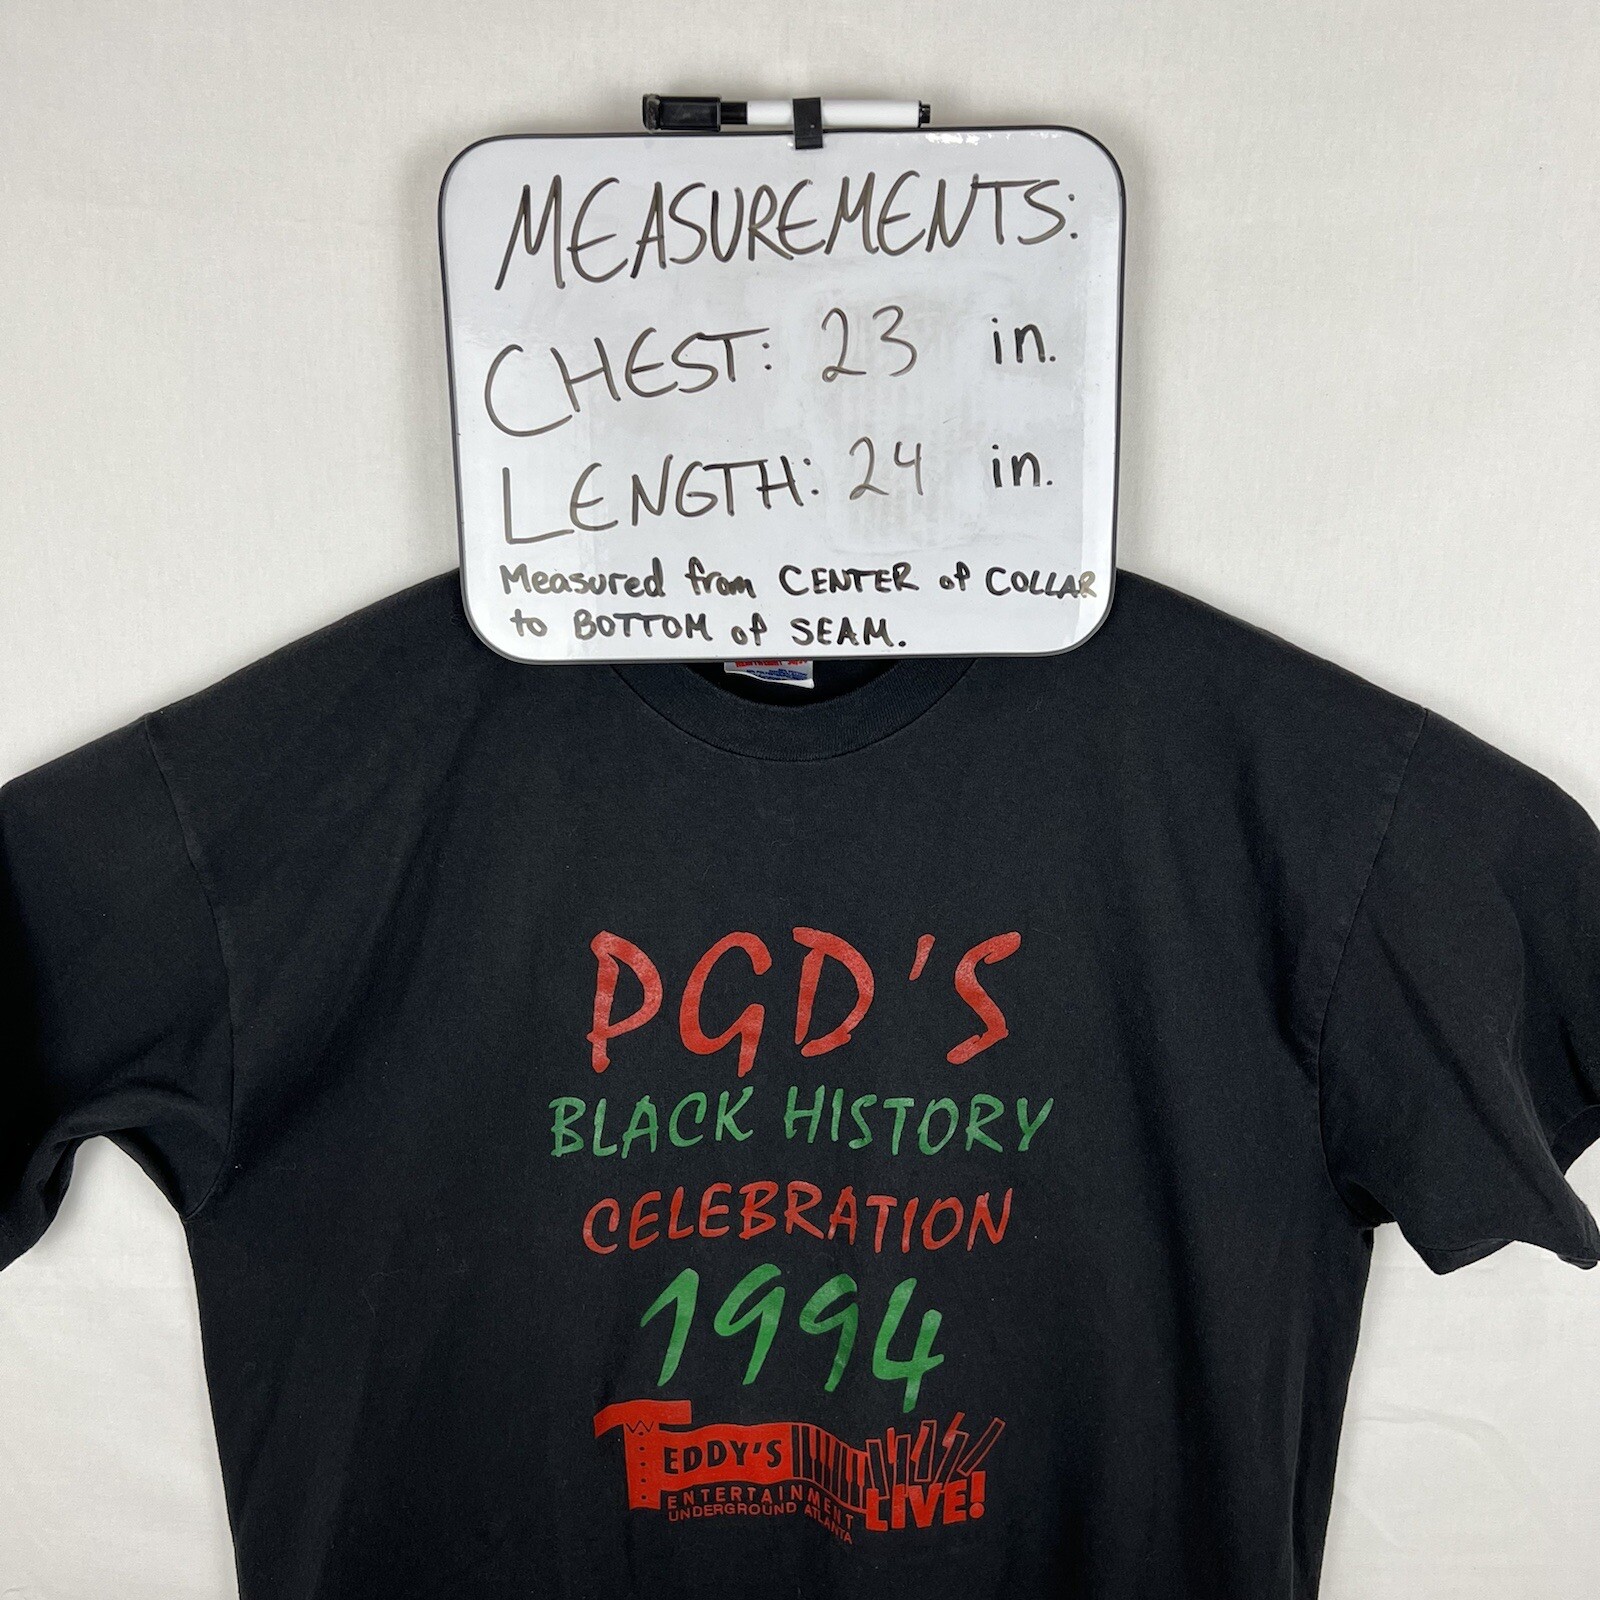 MEASUREMENTS:
CHEST: 23 in.
LENGTH: 24 in.
Measured from CENTER of COLLAR
to BOTTOM of SEAM.
PGD'S
BLACK HISTORY
CELEBRATION
1994
TEDDY'S
LIVE!
ENTERTAINMENT
UNDERGROUND ATLANTA